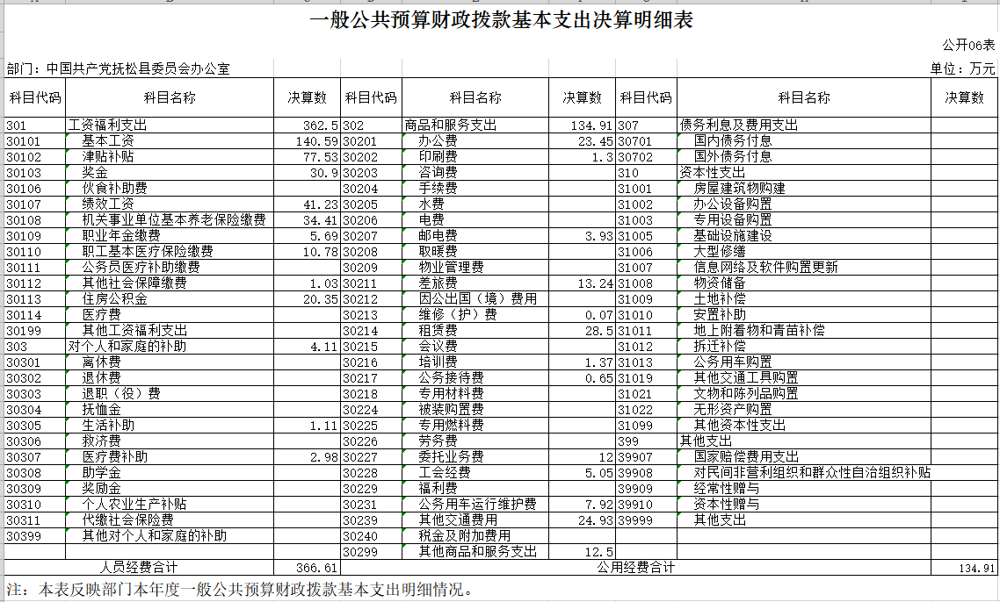 一般公共预算财政拨款基本支出决算明细表
公开06表
部门：中国共产党抚松县委员会办公室 单位：万元
科目代码 科目名称 决算数 科目代码 科目名称 决算数 科目代码 科目名称 决算数
301 工资福利支出 362.5 302 商品和服务支出 134.91 307 债务利息及费用支出
30101 基本工资 140.59 30201 办公费 23.45 30701 国内债务付息
30102 津贴补贴 77.53 30202 印刷费 1.3 30702 国外债务付息
30103 奖金 30.9 30203 咨询费 310 资本性支出
30106 伙食补助费 30204 手续费 31001 房屋建筑物购建
30107 绩效工资 41.23 30205 水费 31002 办公设备购置
30108 机关事业单位基本养老保险缴费 34.41 30206 电费 31003 专用设备购置
30109 职业年金缴费 5.69 30207 邮电费 3.93 31005 基础设施建设
30110 职工基本医疗保险缴费 10.78 30208 取暖费 31006 大型修缮
30111 公务员医疗补助缴费 30209 物业管理费 31007 信息网络及软件购置更新
30112 其他社会保障缴费 1.03 30211 差旅费 13.24 31008 物资储备
30113 住房公积金 20.35 30212 因公出国（境）费用 31009 土地补偿
30114 医疗费 30213 维修（护）费 0.07 31010 安置补助
30199 其他工资福利支出 30214 租赁费 28.5 31011 地上附着物和青苗补偿
303 对个人和家庭的补助 4.11 30215 会议费 31012 拆迁补偿
30301 离休费 30216 培训费 1.37 31013 公务用车购置
30302 退休费 30217 公务接待费 0.65 31019 其他交通工具购置
30303 退职（役）费 30218 专用材料费 31021 文物和陈列品购置
30304 抚恤金 30224 被装购置费 31022 无形资产购置
30305 生活补助 1.11 30225 专用燃料费 31099 其他资本性支出
30306 救济费 30226 劳务费 399 其他支出
30307 医疗费补助 2.98 30227 委托业务费 12 39907 国家赔偿费用支出
30308 助学金 30228 工会经费 5.05 39908 对民间非营利组织和群众性自治组织补贴
30309 奖励金 30229 福利费 39909 经常性赠与
30310 个人农业生产补贴 30231 公务用车运行维护费 7.92 39910 资本性赠与
30311 代缴社会保险费 30239 其他交通费用 24.93 39999 其他支出
30399 其他对个人和家庭的补助 30240 税金及附加费用
30299 其他商品和服务支出 12.5
人员经费合计 366.61 公用经费合计 134.91
注：本表反映部门本年度一般公共预算财政拨款基本支出明细情况。